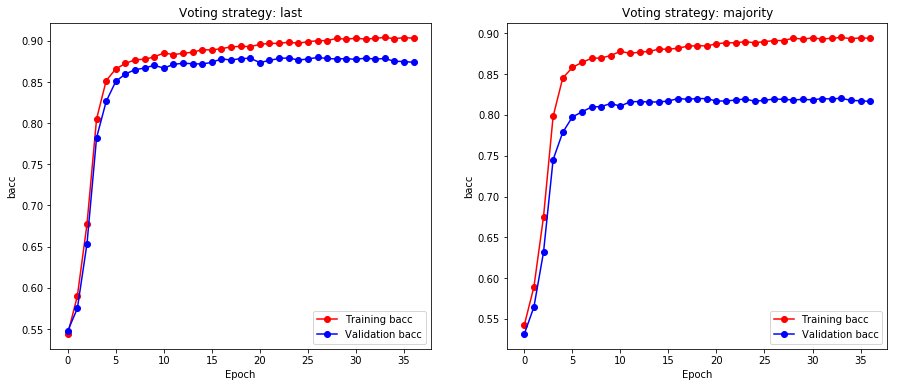 Voting strategy: last
bacc
0.90
0.85
0.80
0.75
0.70
0.65
0.60
0.55
0 5 10 15 20 25 30 35
Epoch
Training bacc
Validation bacc
Voting strategy: majority
bacc
0.90
0.85
0.80
0.75
0.70
0.65
0.60
0.55
0 5 10 15 20 25 30 35
Epoch
Training bacc
Validation bacc